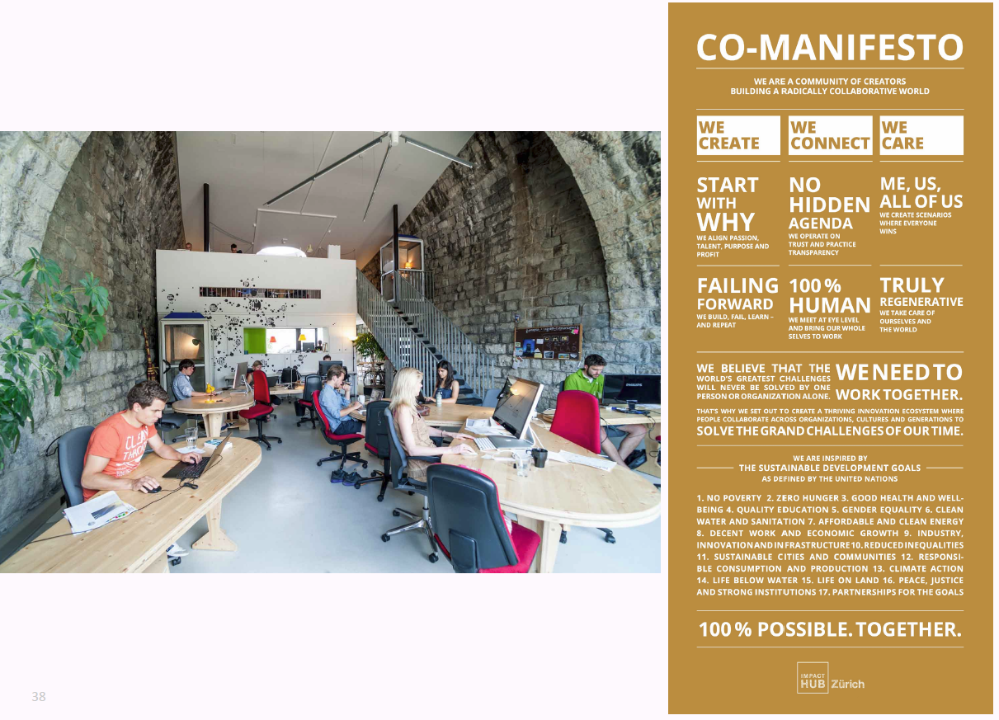 CO-MANIFESTO
WE ARE A COMMUNITY OF CREATORS
BUILDING A RADICALLY COLLABORATIVE WORLD
WE
CREATE
WE
CONNECT
WE
CARE
START
WITH
WHY
WE ALIGN PASSION,
TALENT, PURPOSE AND
PROFIT
NO
HIDDEN
AGENDA
WE OPERATE ON
TRUST AND PRACTICE
TRANSPARENCY
ME, US,
ALL OF US
WE CREATE SCENARIOS
WHERE EVERYONE
WINS
FAILING
FORWARD
WE BUILD, FAIL, LEARN –
AND REPEAT
100 %
HUMAN
WE MEET AT EYE LEVEL
AND BRING OUR WHOLE
SELVES TO WORK
TRULY
REGENERATIVE
WE TAKE CARE OF
OURSELVES AND
THE WORLD
WE BELIEVE THAT THE
WORLD'S GREATEST CHALLENGES
WILL NEVER BE SOLVED BY ONE
PERSON OR ORGANIZATION ALONE.
WE NEED TO
WORK TOGETHER.
THAT'S WHY WE SET OUT TO CREATE A THRIVING INNOVATION ECOSYSTEM WHERE
PEOPLE COLLABORATE ACROSS ORGANIZATIONS, CULTURES AND GENERATIONS TO
SOLVE THE GRAND CHALLENGES OF OUR TIME.
WE ARE INSPIRED BY
THE SUSTAINABLE DEVELOPMENT GOALS
AS DEFINED BY THE UNITED NATIONS
1. NO POVERTY 2. ZERO HUNGER 3. GOOD HEALTH AND WELL-
BEING 4. QUALITY EDUCATION 5. GENDER EQUALITY 6. CLEAN
WATER AND SANITATION 7. AFFORDABLE AND CLEAN ENERGY
8. DECENT WORK AND ECONOMIC GROWTH 9. INDUSTRY,
INNOVATION AND INFRASTRUCTURE 10. REDUCED INEQUALITIES
11. SUSTAINABLE CITIES AND COMMUNITIES 12. RESPONSI-
BLE CONSUMPTION AND PRODUCTION 13. CLIMATE ACTION
14. LIFE BELOW WATER 15. LIFE ON LAND 16. PEACE, JUSTICE
AND STRONG INSTITUTIONS 17. PARTNERSHIPS FOR THE GOALS
100 % POSSIBLE. TOGETHER.
IMPACT
HUB Zürich
38